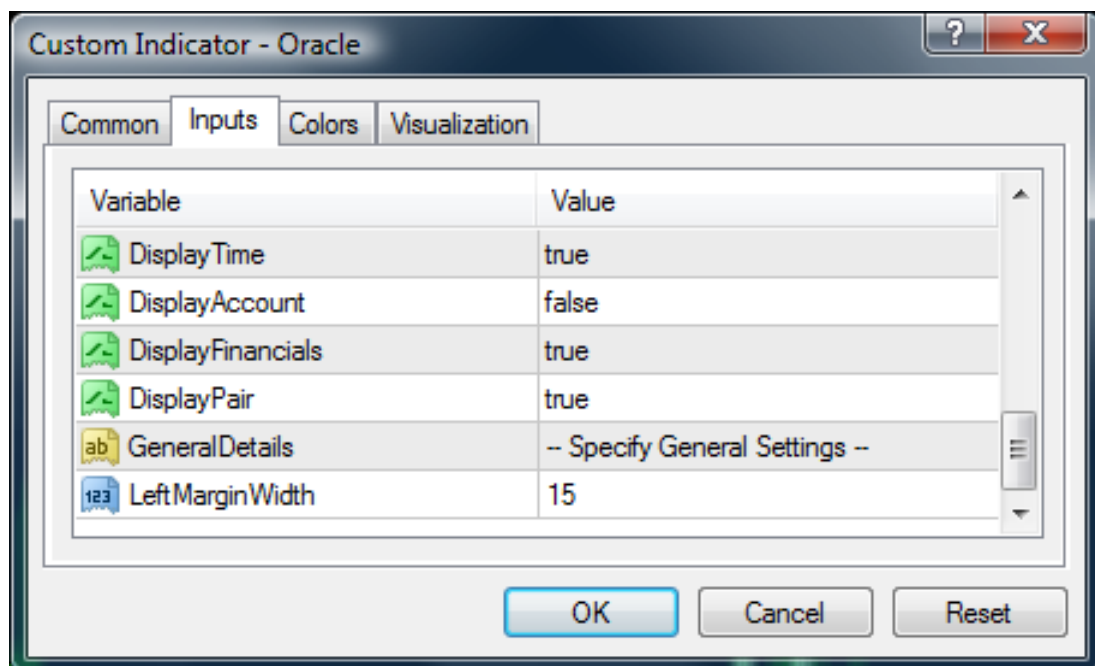 Custom Indicator - Oracle
?
X
Common Inputs Colors Visualization
Variable Value
DisplayTime true
DisplayAccount false
DisplayFinancials true
DisplayPair true
ab GeneralDetails -- Specify General Settings --
123 LeftMarginWidth 15
OK Cancel Reset